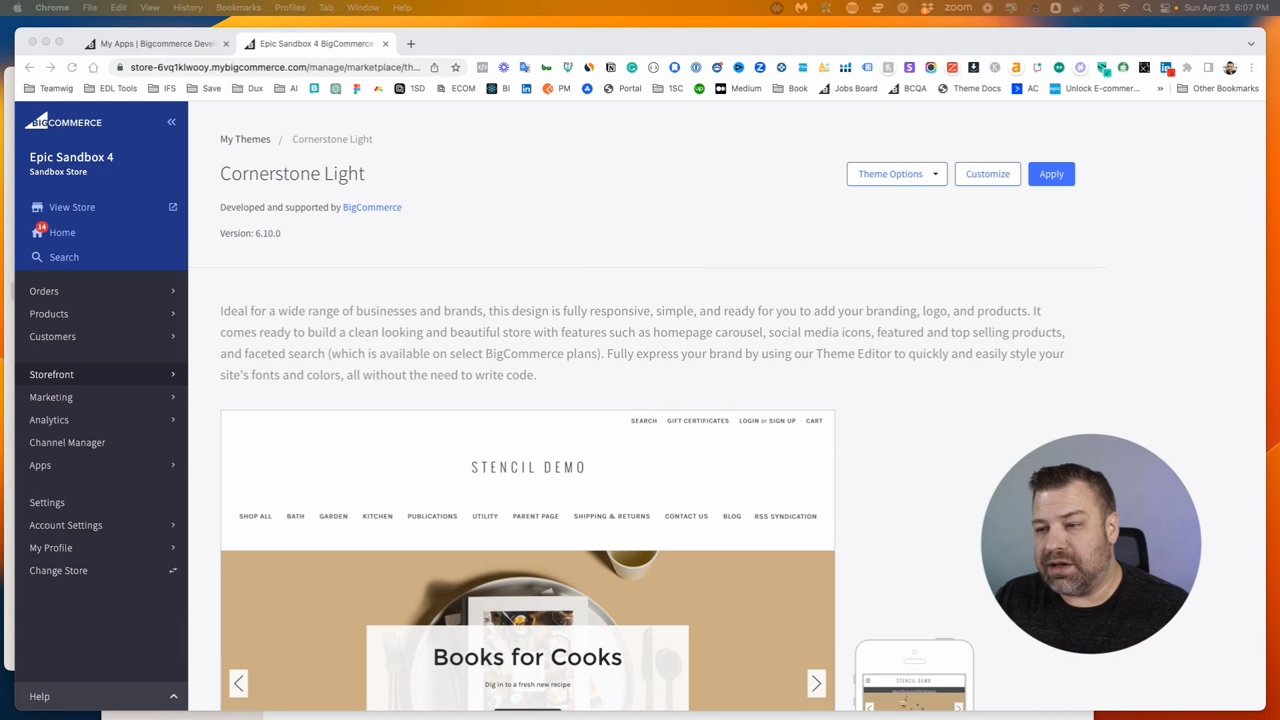 Chrome File Edit View History Bookmarks Profiles Tab Window Help zoom Sun Apr 23 6:07 PM
My Apps | Bigcommerce Devel
Epic Sandbox 4 BigCommerce
store-6vq1klwooy.mybigcommerce.com/manage/marketplace/th...
Teamwig EDL Tools IFS Save Dux AI 1SD ECOM BI PM Portal 1SC Medium Book Jobs Board BCQA Theme Docs AC Unlock E-commer... » Other Bookmarks
BIGCOMMERCE
Epic Sandbox 4
Sandbox Store
View Store
14
Home
Search
Orders
Products
Customers
Storefront
Marketing
Analytics
Channel Manager
Apps
Settings
Account Settings
My Profile
Change Store
Help
My Themes / Cornerstone Light
Cornerstone Light
Theme Options
Customize
Apply
Developed and supported by BigCommerce
Version: 6.10.0
Ideal for a wide range of businesses and brands, this design is fully responsive, simple, and ready for you to add your branding, logo, and products. It
comes ready to build a clean looking and beautiful store with features such as homepage carousel, social media icons, featured and top selling products,
and faceted search (which is available on select BigCommerce plans). Fully express your brand by using our Theme Editor to quickly and easily style your
site's fonts and colors, all without the need to write code.
SEARCH GIFT CERTIFICATES LOGIN or SIGN UP CART
STENCIL DEMO
SHOP ALL BATH GARDEN KITCHEN PUBLICATIONS UTILITY PARENT PAGE SHIPPING & RETURNS CONTACT US BLOG RSS SYNDICATION
Books for Cooks
Dig in to a fresh new recipe
STENCIL DEMO